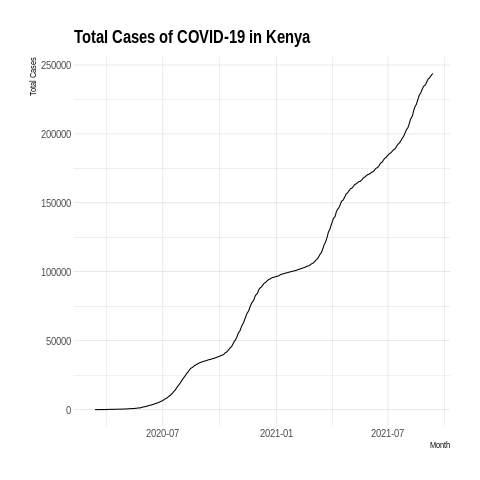 Total Cases of COVID-19 in Kenya
Total Cases
250000
200000
150000
100000
50000
0
2020-07 2021-01 2021-07
Month